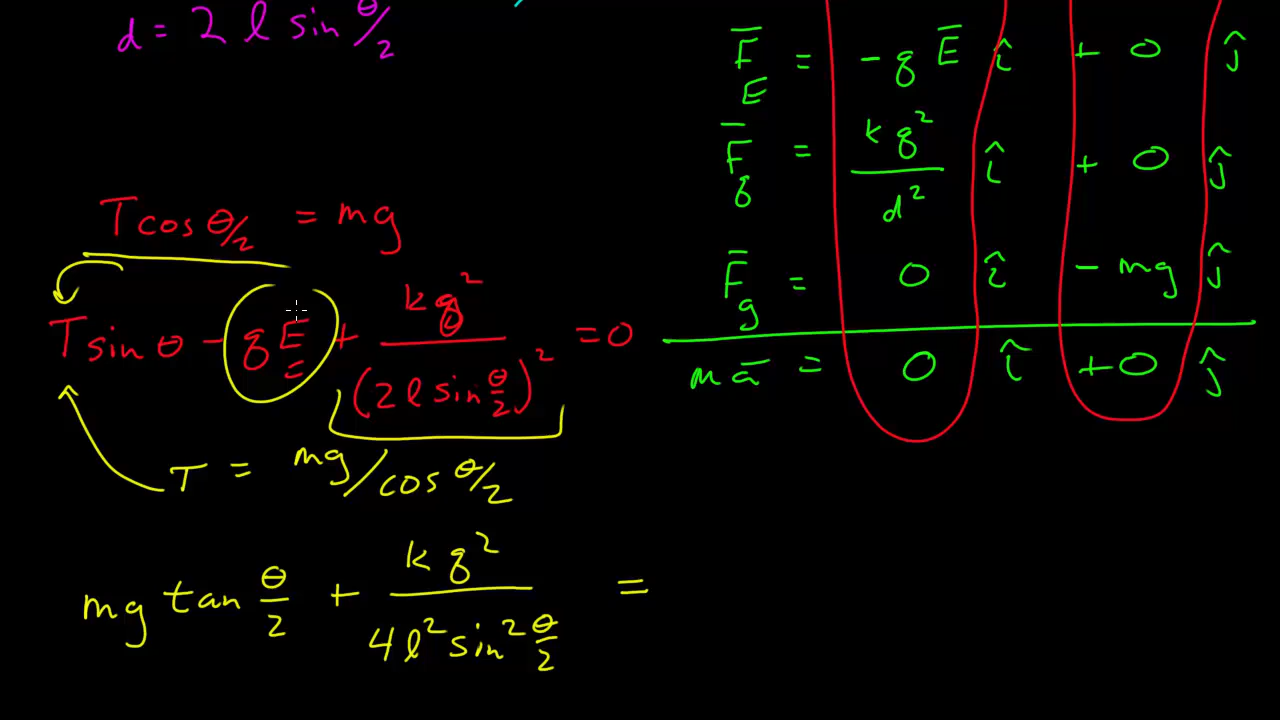 d = 2 l sin θ/2
T cos θ/2 = mg
T sin θ - qE + kq² / (2 l sin θ/2)² = 0
T = mg/cos θ/2
mg tan θ/2 + kq² / 4l² sin² θ/2 =
F̅_E = -q E̅ î + 0 ĵ
F̅_q = kq² / d² î + 0 ĵ
F̅_g = 0 î - mg ĵ
ma̅ = 0 î + 0 ĵ